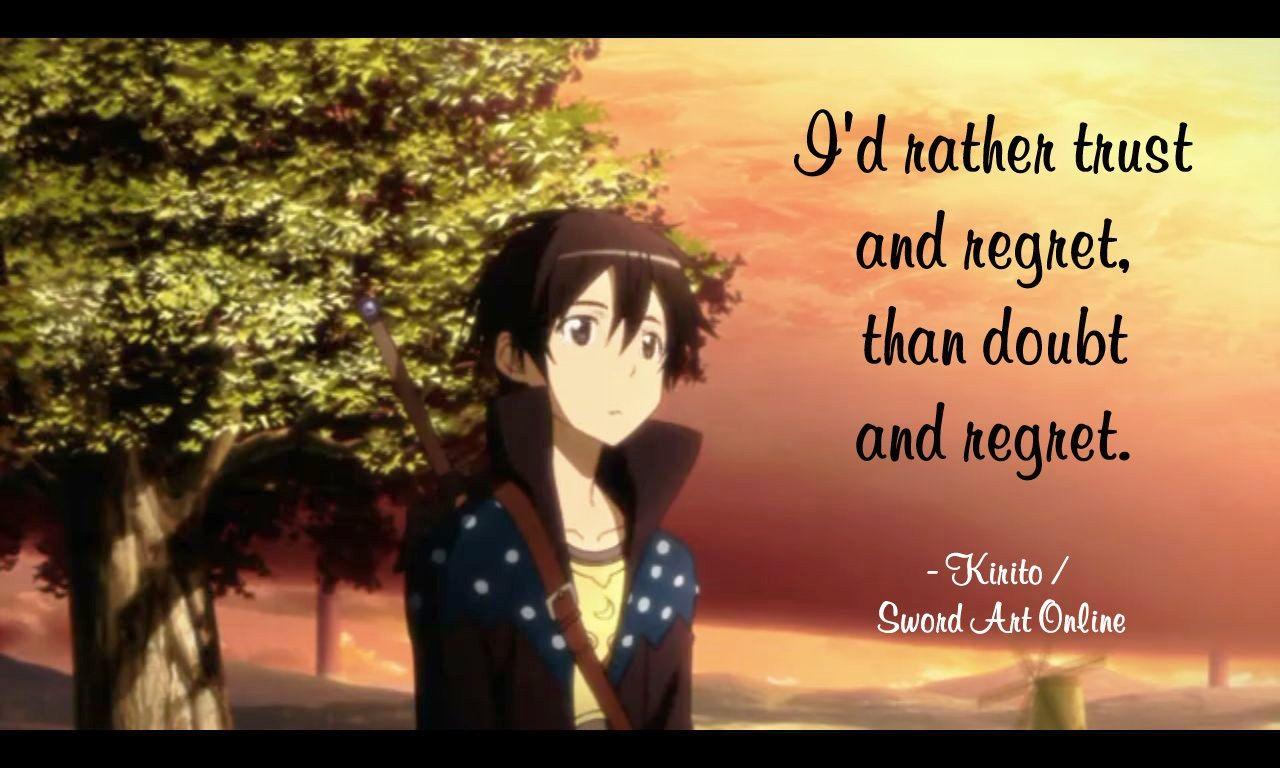 I'd rather trust
and regret,
than doubt
and regret.
- Kirito /
Sword Art Online